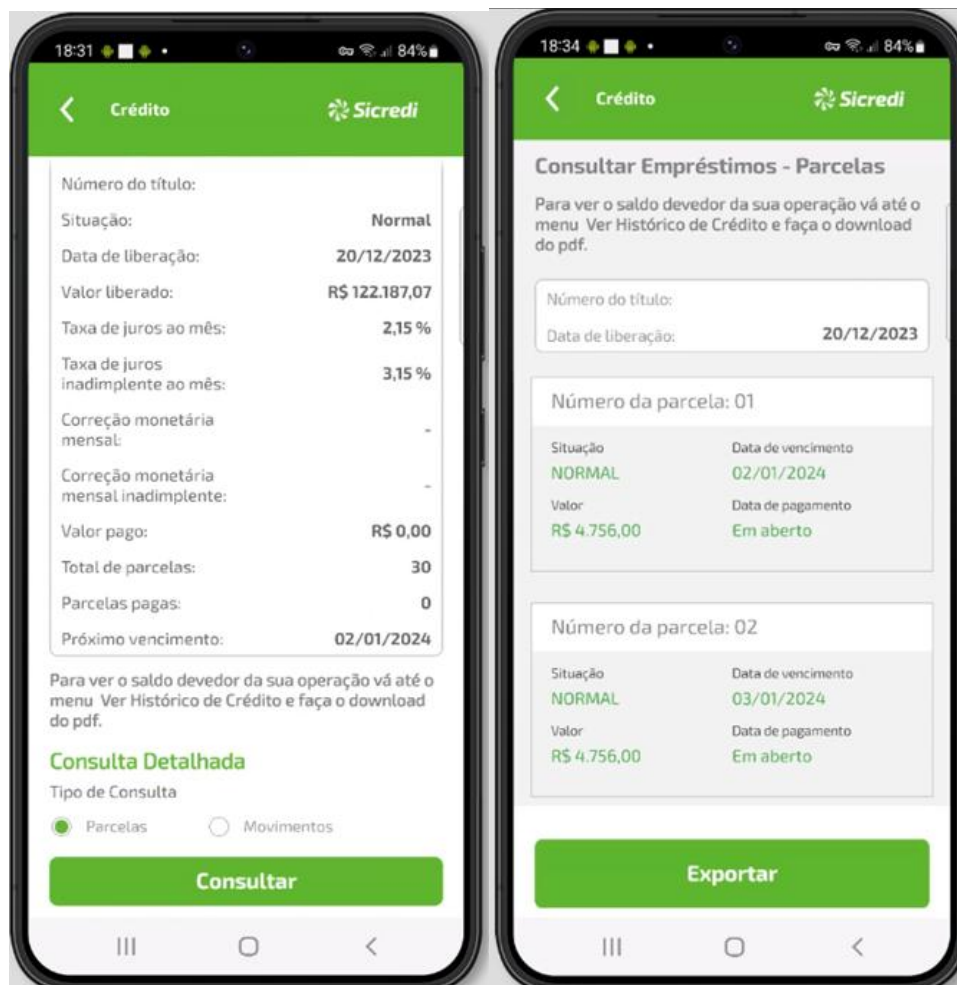 18:31
84%
Crédito
Sicredi
Número do título:
Situação: Normal
Data de liberação: 20/12/2023
Valor liberado: R$ 122.187,07
Taxa de juros ao mês: 2,15 %
Taxa de juros
inadimplente ao mês: 3,15 %
Correção monetária
mensal: -
Correção monetária
mensal inadimplente: -
Valor pago: R$ 0,00
Total de parcelas: 30
Parcelas pagas: 0
Próximo vencimento: 02/01/2024
Para ver o saldo devedor da sua operação vá até o
menu Ver Histórico de Crédito e faça o download
do pdf.
Consulta Detalhada
Tipo de Consulta
Parcelas Movimentos
Consultar
18:34
84%
Crédito
Sicredi
Consultar Empréstimos - Parcelas
Para ver o saldo devedor da sua operação vá até o
menu Ver Histórico de Crédito e faça o download
do pdf.
Número do título:
Data de liberação: 20/12/2023
Número da parcela: 01
Situação Data de vencimento
NORMAL 02/01/2024
Valor Data de pagamento
R$ 4.756,00 Em aberto
Número da parcela: 02
Situação Data de vencimento
NORMAL 03/01/2024
Valor Data de pagamento
R$ 4.756,00 Em aberto
Exportar